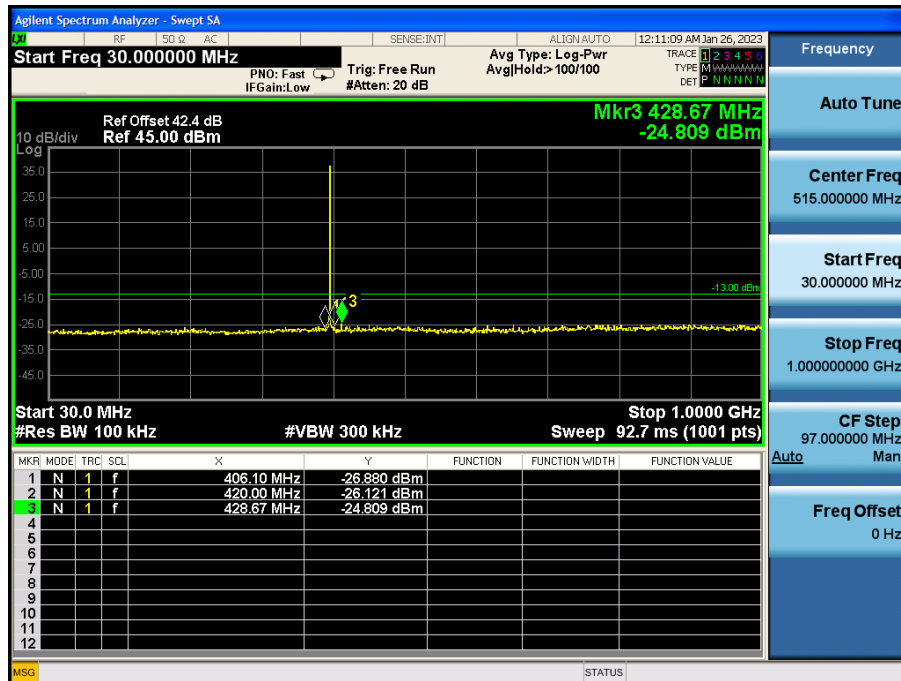 Agilent Spectrum Analyzer - Swept SA
LXI RF 50 Ω AC SENSE:INT ALIGN AUTO 12:11:09 AM Jan 26, 2023
Start Freq 30.000000 MHz
PNO: Fast
IFGain:Low
Trig: Free Run
#Atten: 20 dB
Avg Type: Log-Pwr
Avg|Hold:>100/100
TRACE 1 2 3 4 5 6
TYPE M
DET P N N N N N
Frequency
Mkr3 428.67 MHz
-24.809 dBm
Ref Offset 42.4 dB
10 dB/div Ref 45.00 dBm
Log
35.0
25.0
15.0
5.00
-5.00
-15.0
-25.0
-35.0
-45.0
-13.00 dBm
3
Start 30.0 MHz Stop 1.0000 GHz
#Res BW 100 kHz #VBW 300 kHz Sweep 92.7 ms (1001 pts)
MKR MODE TRC SCL X Y FUNCTION FUNCTION WIDTH FUNCTION VALUE
1 N 1 f 406.10 MHz -26.880 dBm
2 N 1 f 420.00 MHz -26.121 dBm
3 N 1 f 428.67 MHz -24.809 dBm
4
5
6
7
8
9
10
11
12
Auto Tune
Center Freq
515.000000 MHz
Start Freq
30.000000 MHz
Stop Freq
1.000000000 GHz
CF Step
97.000000 MHz
Auto Man
Freq Offset
0 Hz
MSG STATUS